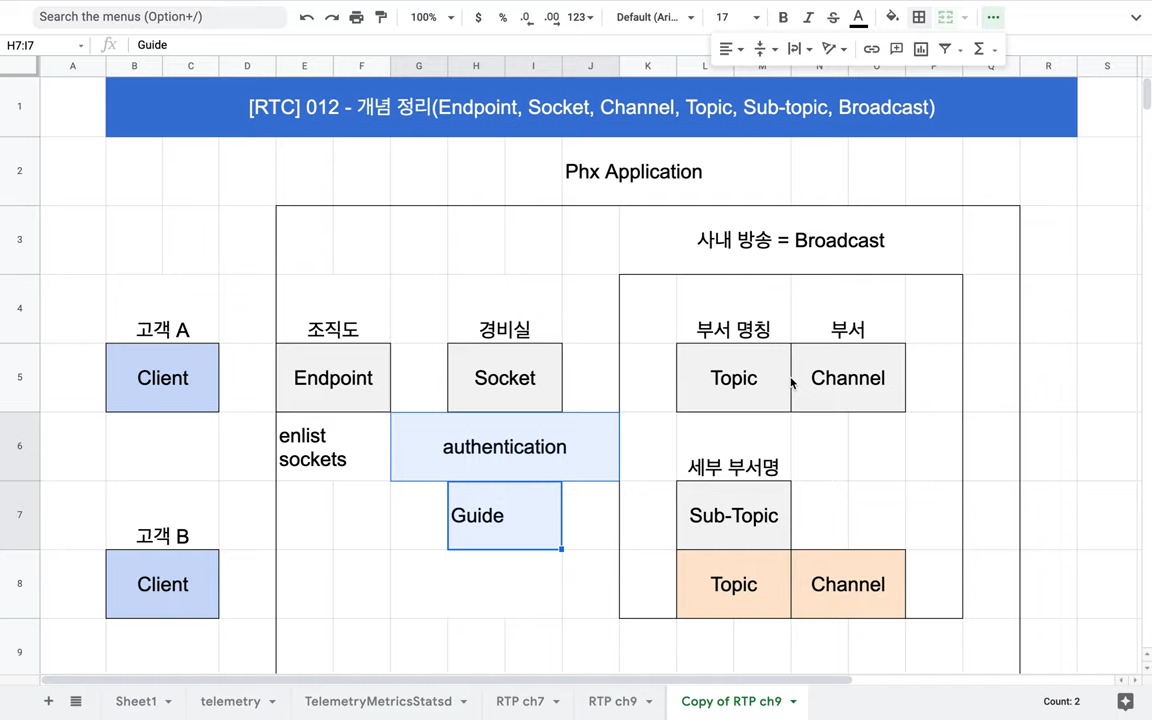 Search the menus (Option+/)
100%
$ % .0 .00 123
Default (Ari...
17
B I S A
H7:I7
fx Guide
A B C D E F G H I J K L M N O P Q R S
1
[RTC] 012 - 개념 정리(Endpoint, Socket, Channel, Topic, Sub-topic, Broadcast)
2
Phx Application
3
사내 방송 = Broadcast
4
고객 A
조직도
경비실
부서 명칭
부서
5
Client
Endpoint
Socket
Topic
Channel
6
enlist
sockets
authentication
세부 부서명
7
고객 B
Guide
Sub-Topic
8
Client
Topic
Channel
9
Sheet1
telemetry
TelemetryMetricsStatsd
RTP ch7
RTP ch9
Copy of RTP ch9
Count: 2